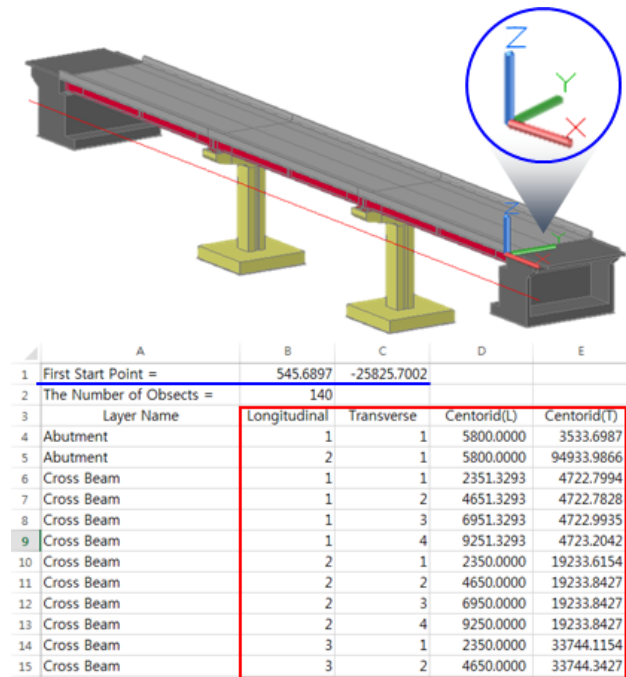 Z
Y
X
Z
Y
X
A B C D E
1 First Start Point = 545.6897 -25825.7002
2 The Number of Obsects = 140
3 Layer Name Longitudinal Transverse Centorid(L) Centorid(T)
4 Abutment 1 1 5800.0000 3533.6987
5 Abutment 2 1 5800.0000 94933.9866
6 Cross Beam 1 1 2351.3293 4722.7994
7 Cross Beam 1 2 4651.3293 4722.7828
8 Cross Beam 1 3 6951.3293 4722.9935
9 Cross Beam 1 4 9251.3293 4723.2042
10 Cross Beam 2 1 2350.0000 19233.6154
11 Cross Beam 2 2 4650.0000 19233.8427
12 Cross Beam 2 3 6950.0000 19233.8427
13 Cross Beam 2 4 9250.0000 19233.8427
14 Cross Beam 3 1 2350.0000 33744.1154
15 Cross Beam 3 2 4650.0000 33744.3427